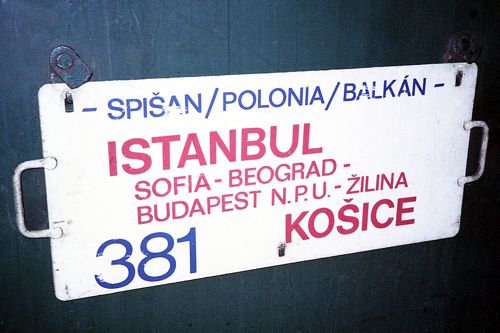 - SPIŠAN/POLONIA/BALKÁN -
ISTANBUL
SOFIA - BEOGRAD -
BUDAPEST N.P.U. - ŽILINA
381 KOŠICE